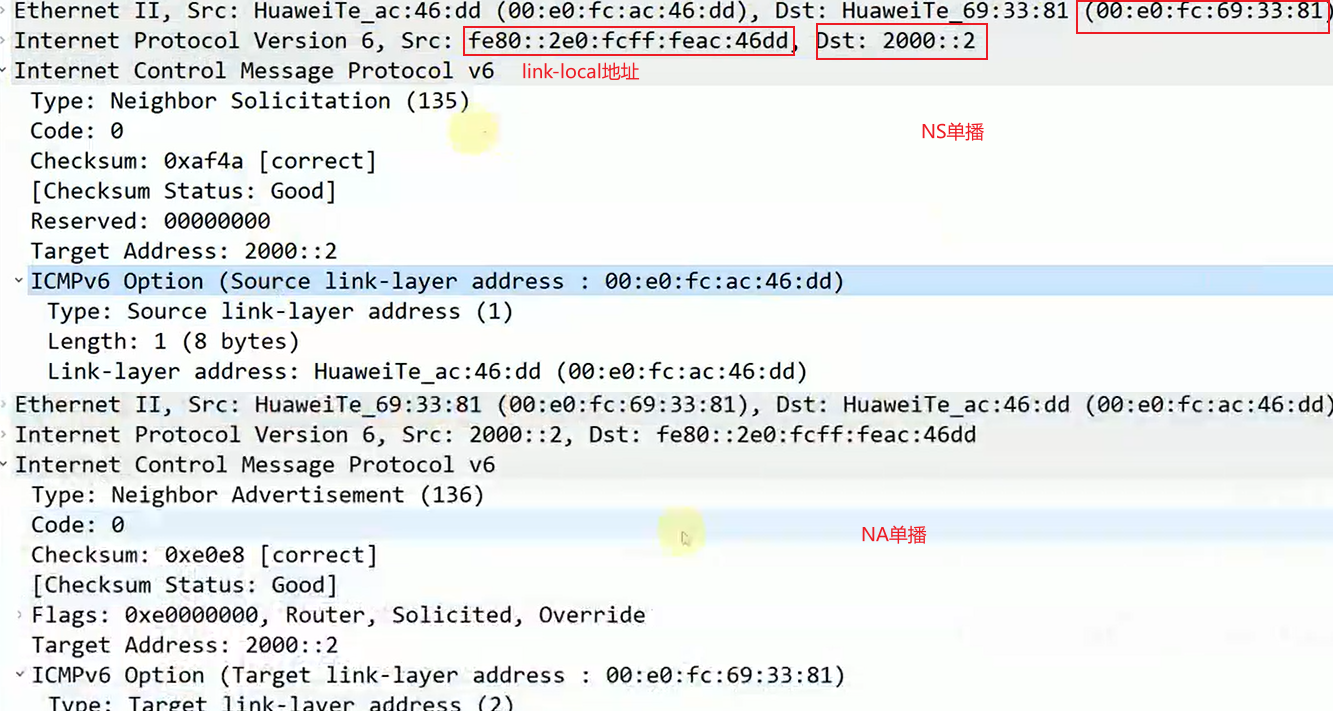 Ethernet II, Src: HuaweiTe_ac:46:dd (00:e0:fc:ac:46:dd), Dst: HuaweiTe_69:33:81 (00:e0:fc:69:33:81)
Internet Protocol Version 6, Src: fe80::2e0:fcff:feac:46dd, Dst: 2000::2
Internet Control Message Protocol v6 link-local地址
Type: Neighbor Solicitation (135)
Code: 0 NS单播
Checksum: 0xaf4a [correct]
[Checksum Status: Good]
Reserved: 00000000
Target Address: 2000::2
ICMPv6 Option (Source link-layer address : 00:e0:fc:ac:46:dd)
Type: Source link-layer address (1)
Length: 1 (8 bytes)
Link-layer address: HuaweiTe_ac:46:dd (00:e0:fc:ac:46:dd)
Ethernet II, Src: HuaweiTe_69:33:81 (00:e0:fc:69:33:81), Dst: HuaweiTe_ac:46:dd (00:e0:fc:ac:46:dd)
Internet Protocol Version 6, Src: 2000::2, Dst: fe80::2e0:fcff:feac:46dd
Internet Control Message Protocol v6
Type: Neighbor Advertisement (136)
Code: 0 NA单播
Checksum: 0xe0e8 [correct]
[Checksum Status: Good]
Flags: 0xe0000000, Router, Solicited, Override
Target Address: 2000::2
ICMPv6 Option (Target link-layer address : 00:e0:fc:69:33:81)
Type: Target link-layer address (2)